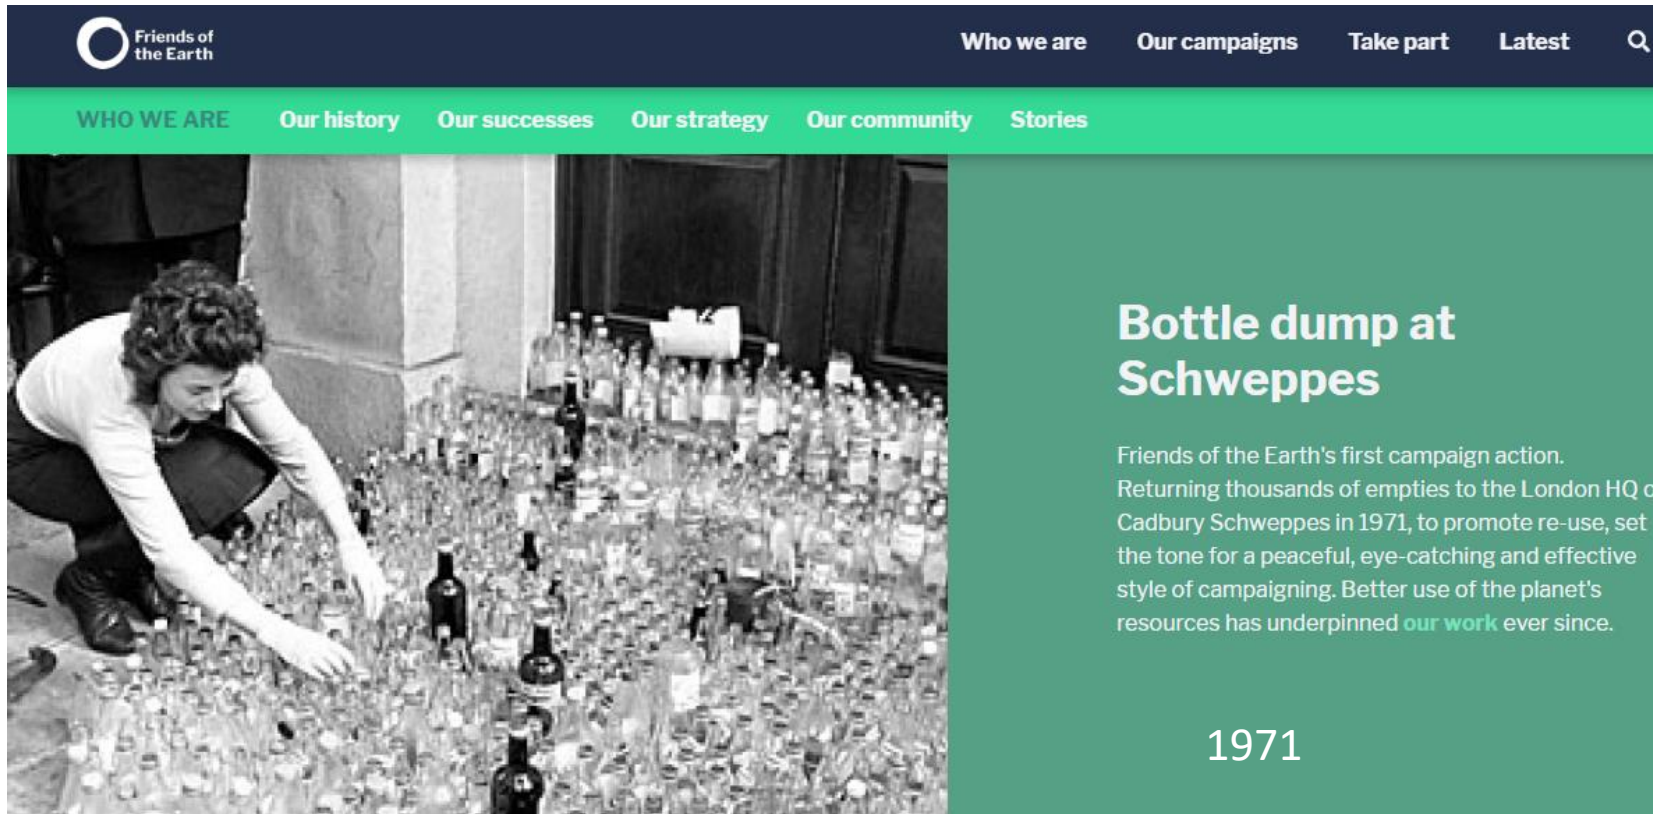 Friends of
the Earth
Who we are Our campaigns Take part Latest
WHO WE ARE Our history Our successes Our strategy Our community Stories
Bottle dump at
Schweppes
Friends of the Earth's first campaign action.
Returning thousands of empties to the London HQ
Cadbury Schweppes in 1971, to promote re-use, set
the tone for a peaceful, eye-catching and effective
style of campaigning. Better use of the planet's
resources has underpinned our work ever since.
1971